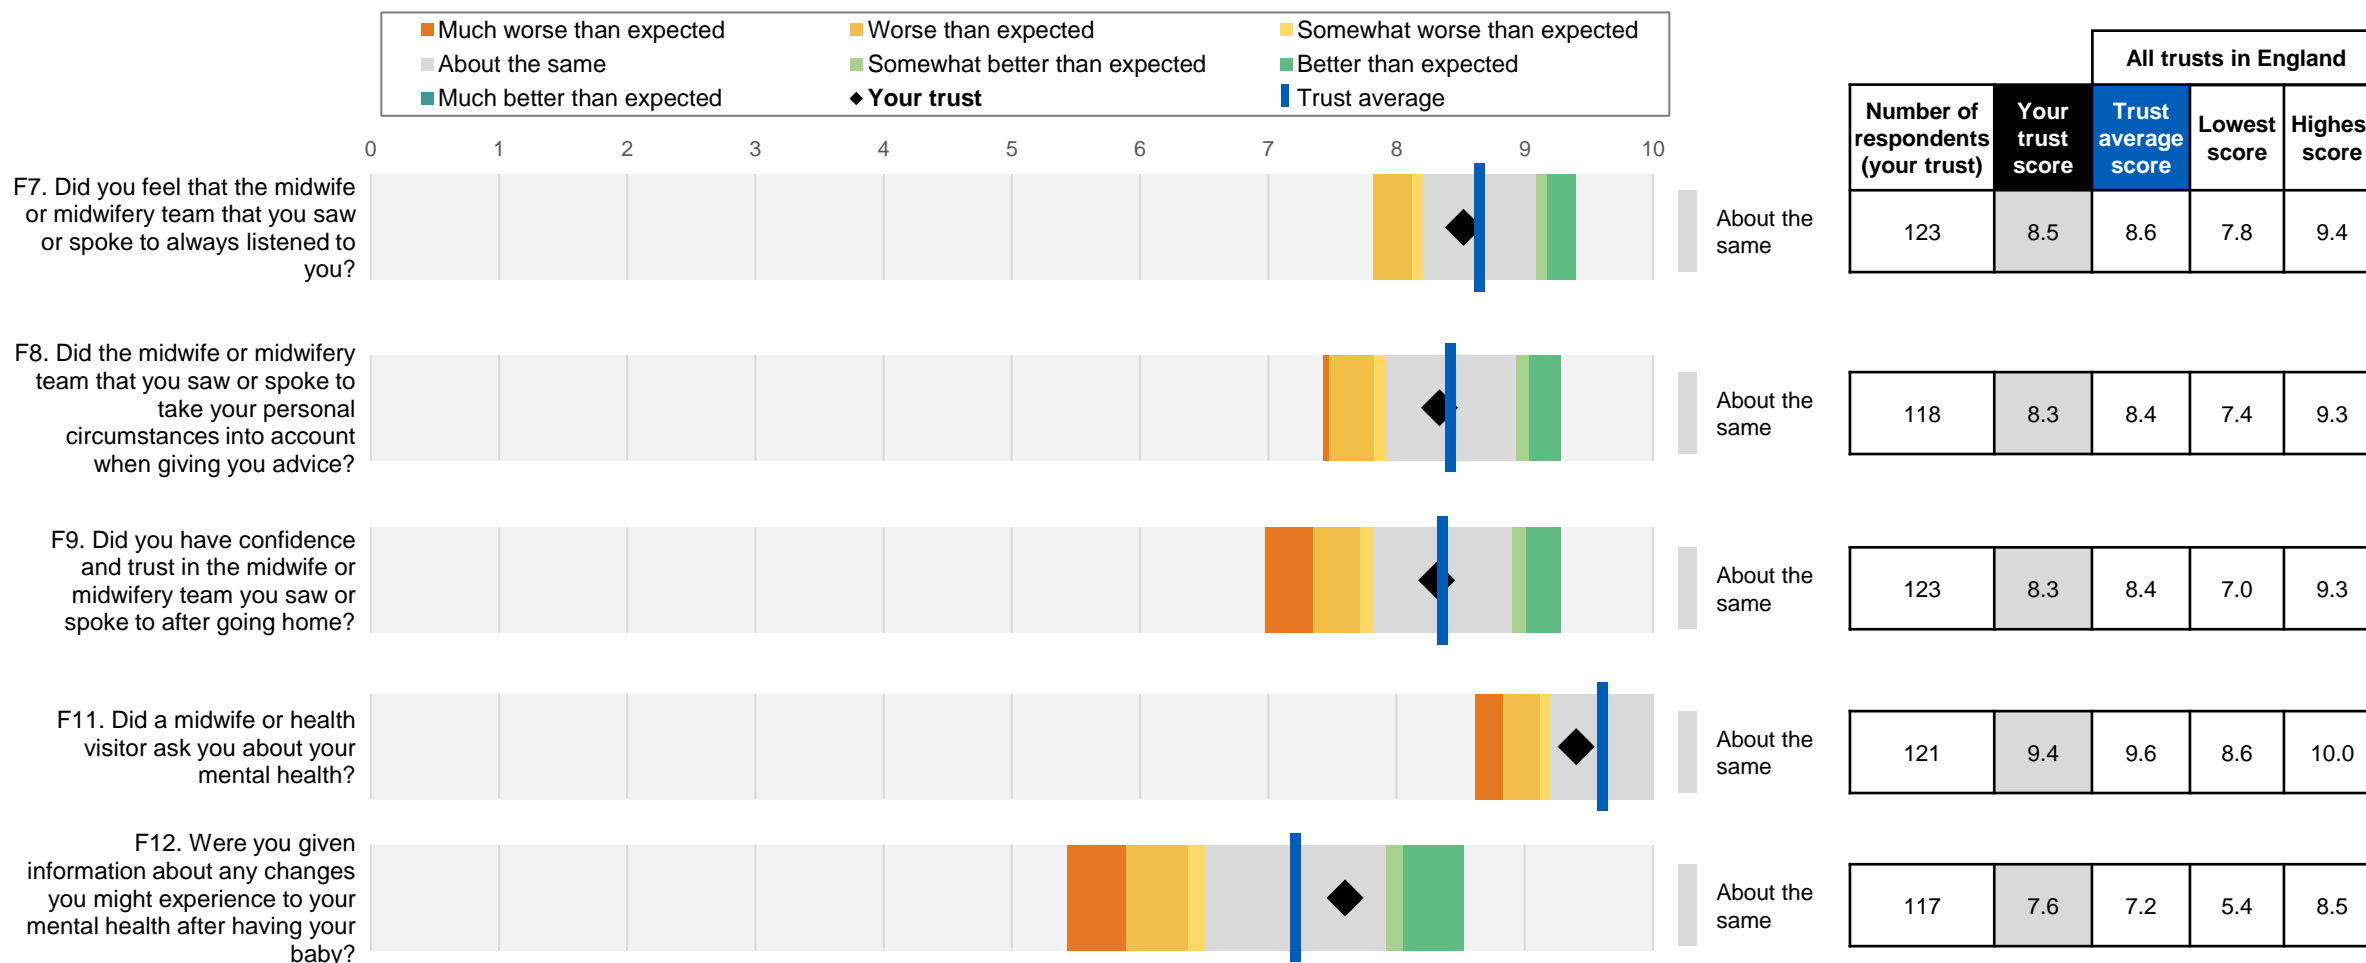 Much worse than expected
Worse than expected
Somewhat worse than expected
About the same
Somewhat better than expected
Better than expected
Much better than expected
Your trust
Trust average
All trusts in England
Number of
respondents
(your trust)
Your
trust
score
Trust
average
score
Lowest
score
Highes
score
0 1 2 3 4 5 6 7 8 9 10
F7. Did you feel that the midwife
or midwifery team that you saw
or spoke to always listened to
you?
About the
same
123 8.5 8.6 7.8 9.4
F8. Did the midwife or midwifery
team that you saw or spoke to
take your personal
circumstances into account
when giving you advice?
About the
same
118 8.3 8.4 7.4 9.3
F9. Did you have confidence
and trust in the midwife or
midwifery team you saw or
spoke to after going home?
About the
same
123 8.3 8.4 7.0 9.3
F11. Did a midwife or health
visitor ask you about your
mental health?
About the
same
121 9.4 9.6 8.6 10.0
F12. Were you given
information about any changes
you might experience to your
mental health after having your
baby?
About the
same
117 7.6 7.2 5.4 8.5